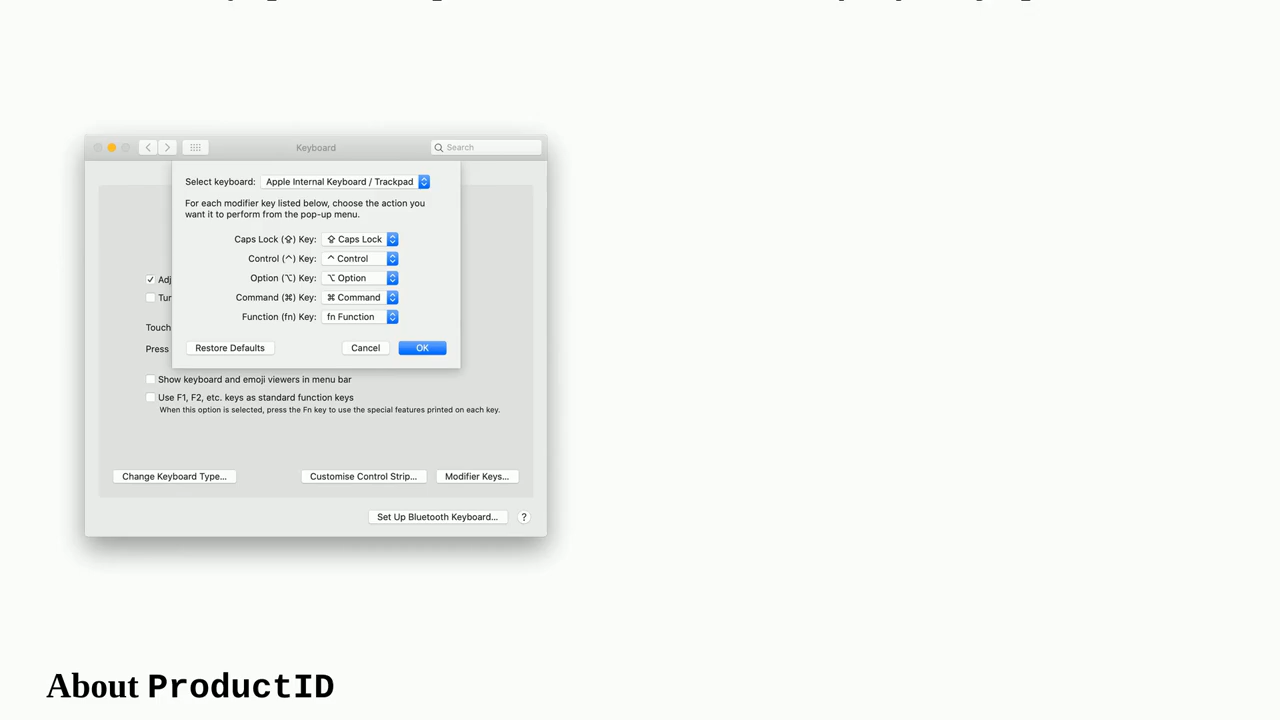 Keyboard
Search
Select keyboard: Apple Internal Keyboard / Trackpad
For each modifier key listed below, choose the action you
want it to perform from the pop-up menu.
Caps Lock (⇪) Key: ⇪ Caps Lock
Control (^) Key: ^ Control
Option (⌥) Key: ⌥ Option
Command (⌘) Key: ⌘ Command
Function (fn) Key: fn Function
Restore Defaults Cancel OK
Adj
Tur
Touch
Press
Show keyboard and emoji viewers in menu bar
Use F1, F2, etc. keys as standard function keys
When this option is selected, press the Fn key to use the special features printed on each key.
Change Keyboard Type... Customise Control Strip... Modifier Keys...
Set Up Bluetooth Keyboard... ?
About ProductID